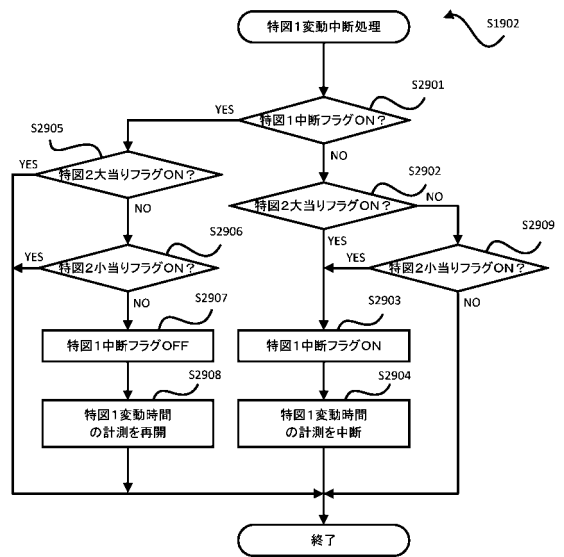 特図1変動中断処理
S1902
S2901
YES
特図1中断フラグON?
NO
S2905
YES
特図2大当りフラグON?
NO
S2902
特図2大当りフラグON?
NO
YES
S2906
YES
特図2小当りフラグON?
NO
S2909
YES
特図2小当りフラグON?
NO
S2907
特図1中断フラグOFF
S2903
特図1中断フラグON
S2908
特図1変動時間
の計測を再開
S2904
特図1変動時間
の計測を中断
終了